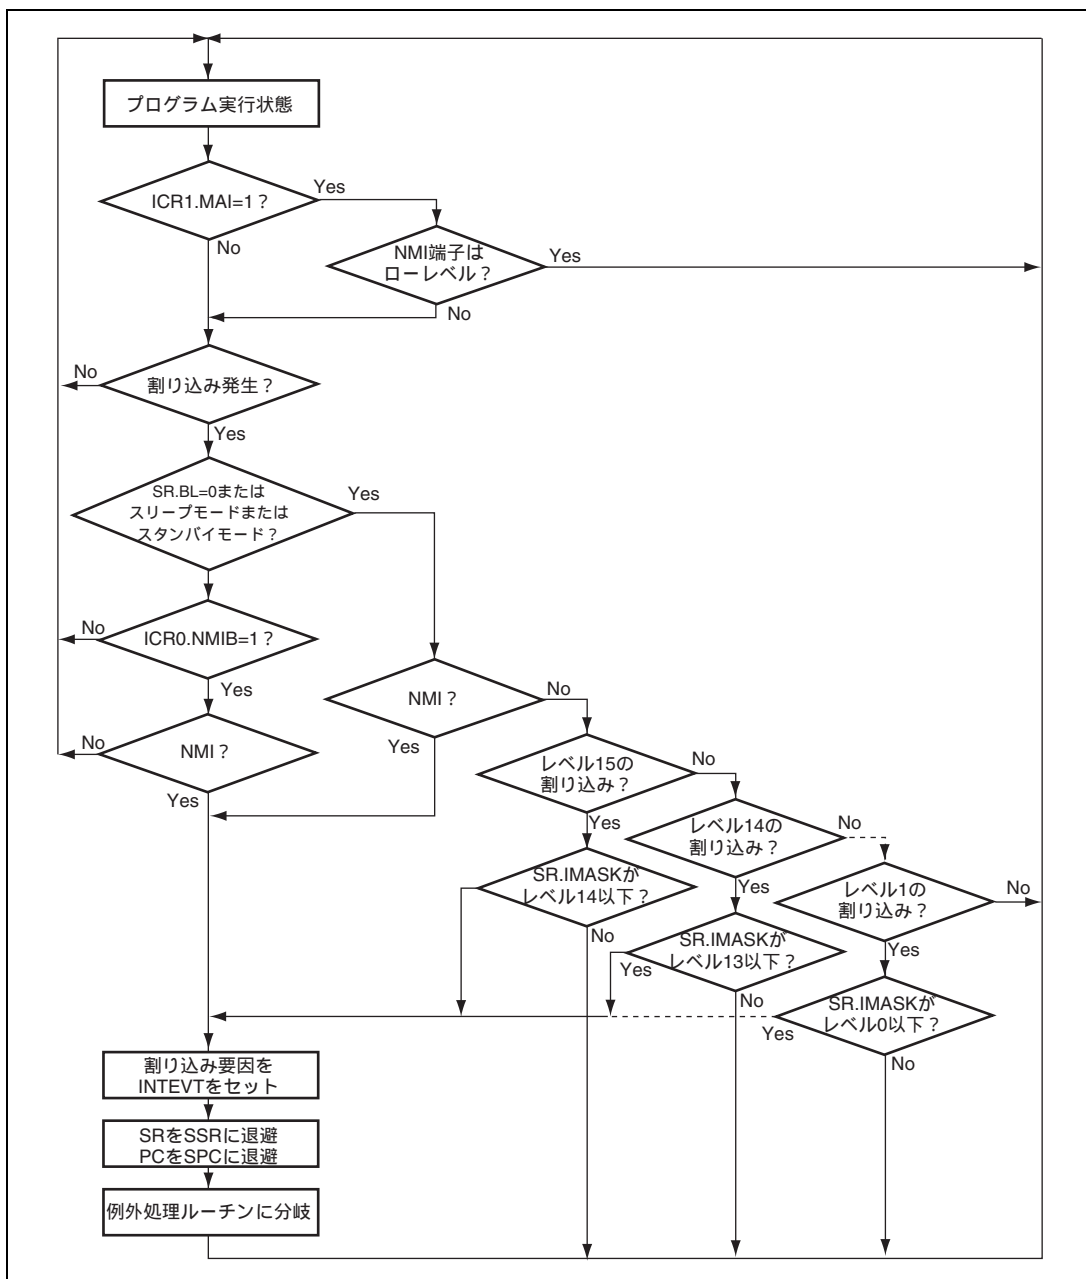 プログラム実行状態
ICR1.MAI=1？
Yes
No
NMI端子は
ローレベル？
Yes
No
割り込み発生？
No
Yes
SR.BL=0または
スリープモードまたは
スタンバイモード？
Yes
ICR0.NMIB=1？
No
Yes
NMI？
No
Yes
NMI？
No
Yes
レベル15の
割り込み？
No
Yes
レベル14の
割り込み？
No
Yes
レベル1の
割り込み？
No
Yes
SR.IMASKが
レベル14以下？
Yes
No
SR.IMASKが
レベル13以下？
Yes
No
SR.IMASKが
レベル0以下？
Yes
No
割り込み要因を
INTEVTをセット
SRをSSRに退避
PCをSPCに退避
例外処理ルーチンに分岐